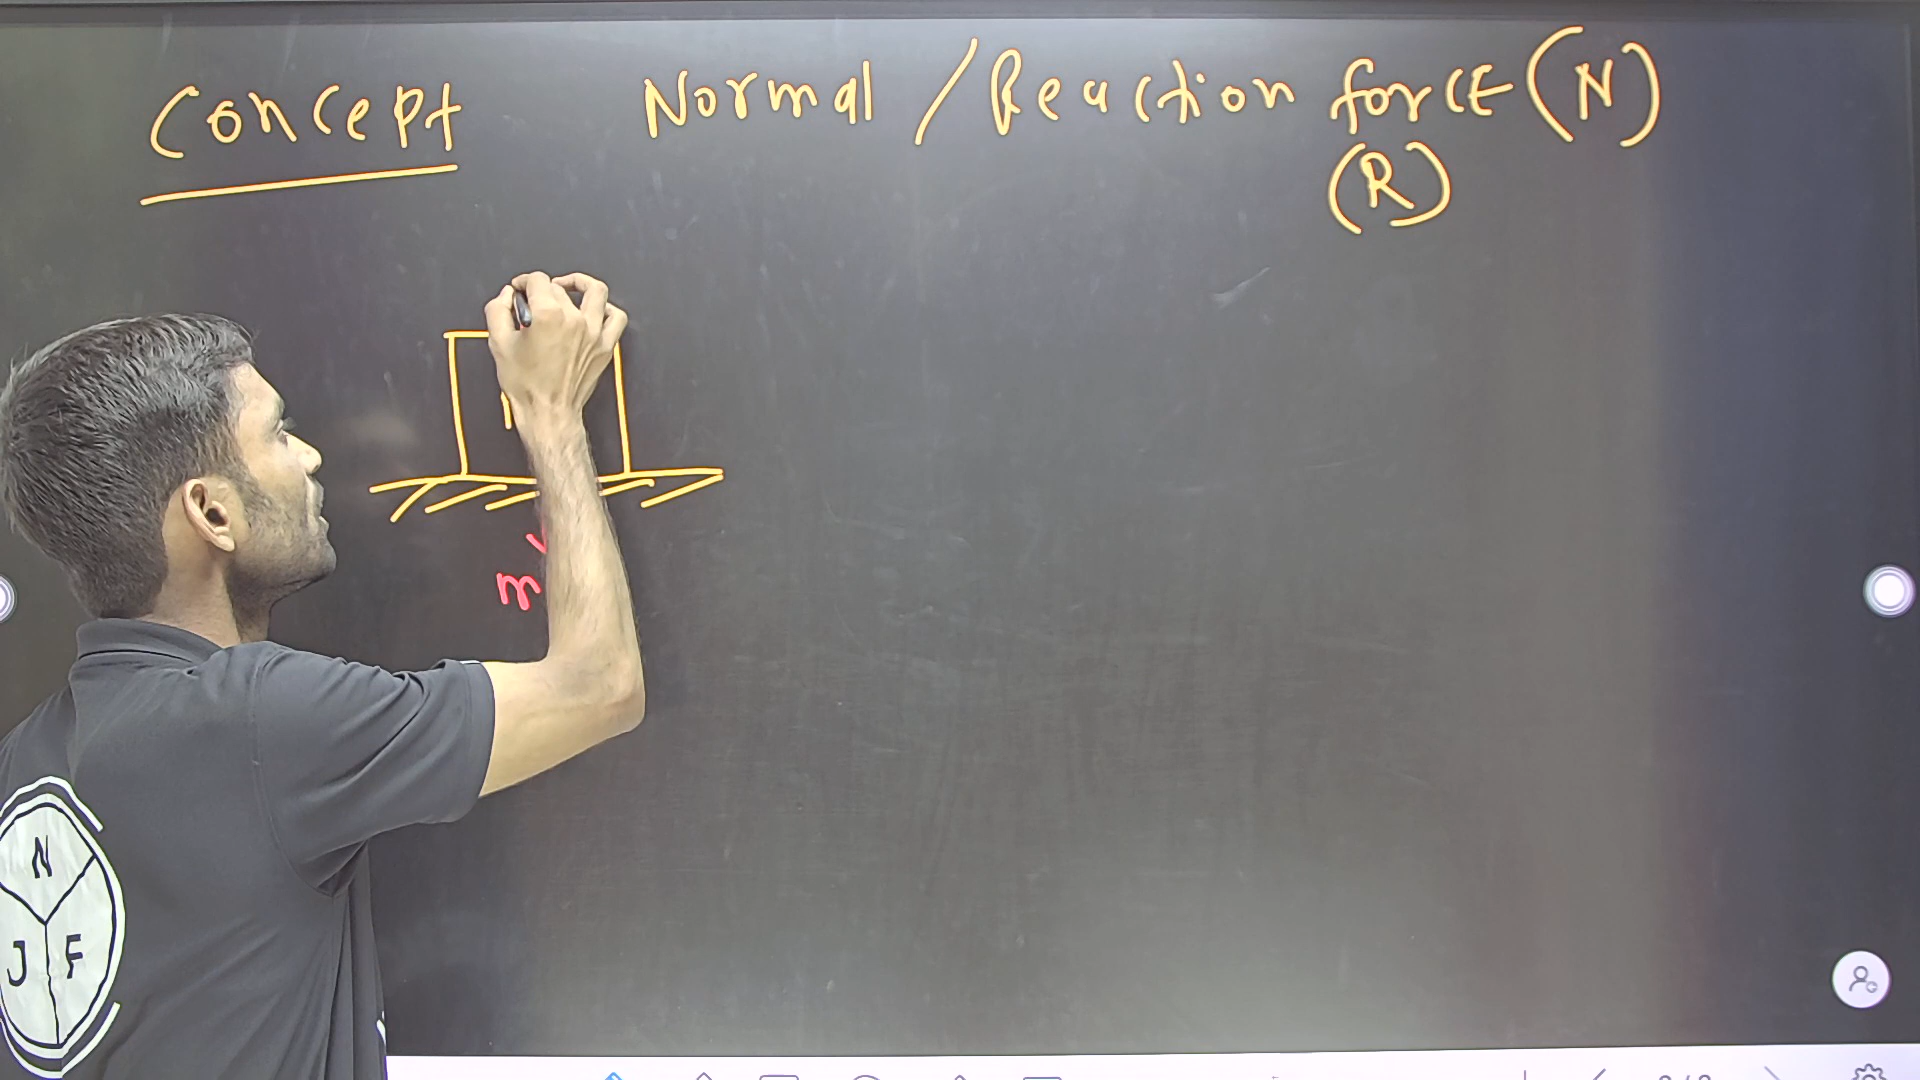 Concept Normal / Reaction force (N)
(R)
m
N
J F